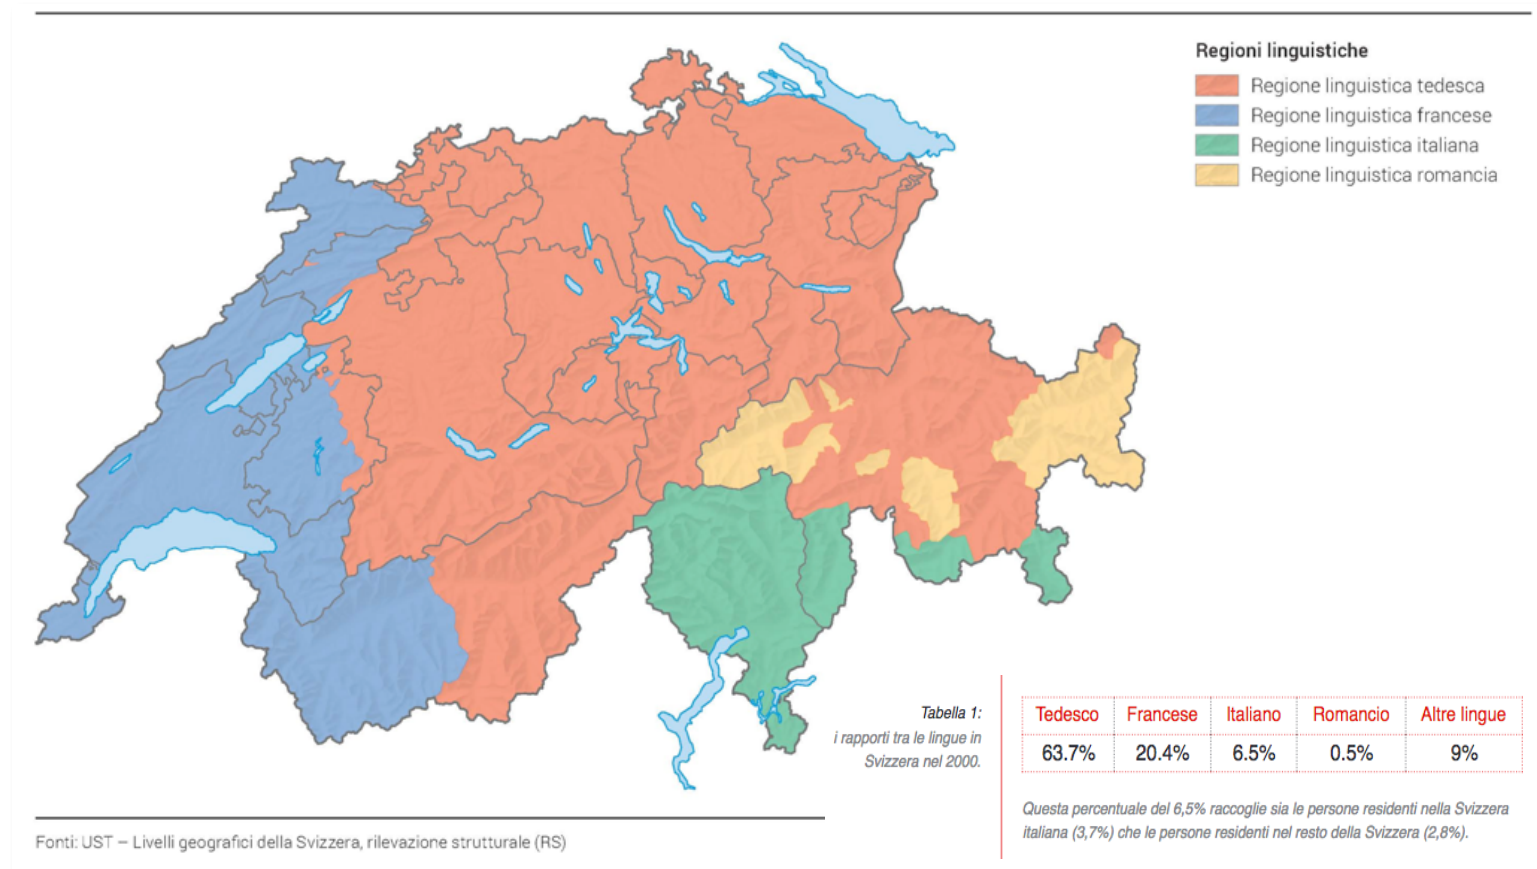 Regioni linguistiche
Regione linguistica tedesca
Regione linguistica francese
Regione linguistica italiana
Regione linguistica romancia
Tabella 1:
i rapporti tra le lingue in
Svizzera nel 2000.
Tedesco Francese Italiano Romancio Altre lingue
63.7% 20.4% 6.5% 0.5% 9%
Questa percentuale del 6,5% raccoglie sia le persone residenti nella Svizzera
italiana (3,7%) che le persone residenti nel resto della Svizzera (2,8%).
Fonti: UST – Livelli geografici della Svizzera, rilevazione strutturale (RS)